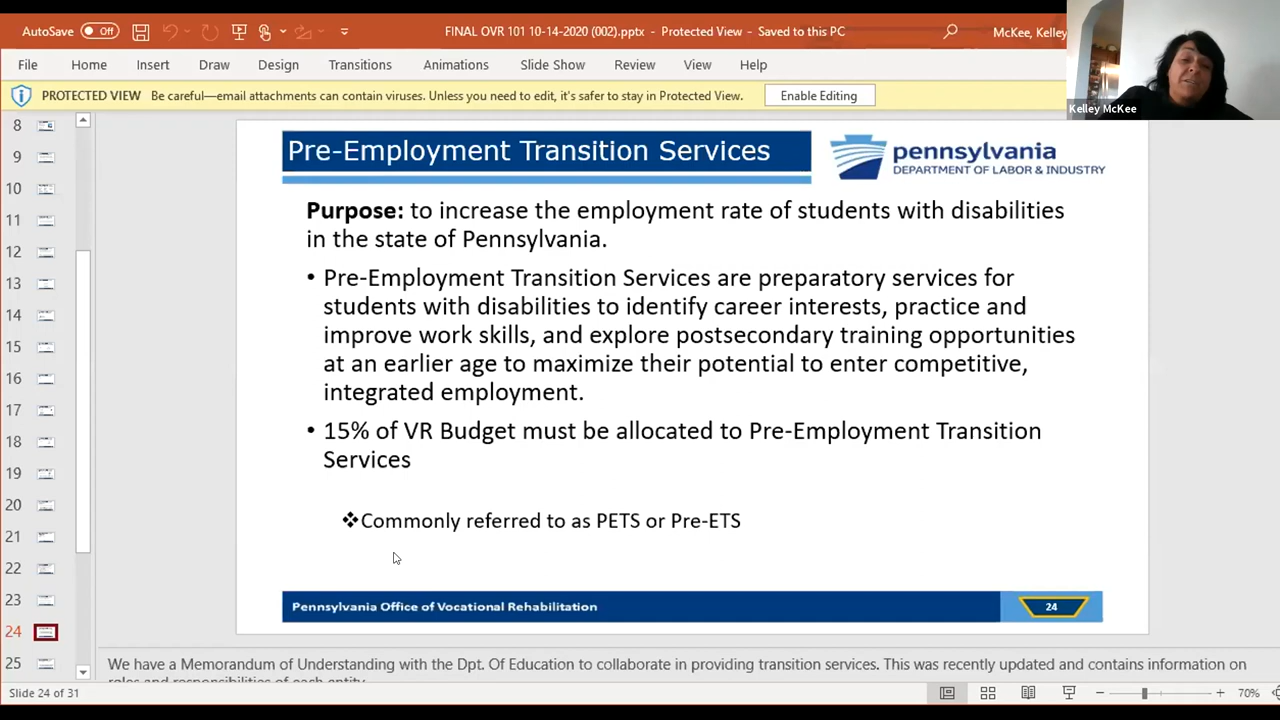 AutoSave Off FINAL OVR 101 10-14-2020 (002).pptx - Protected View - Saved to this PC McKee, Kelley
File Home Insert Draw Design Transitions Animations Slide Show Review View Help
Kelley McKee
PROTECTED VIEW Be careful—email attachments can contain viruses. Unless you need to edit, it's safer to stay in Protected View. Enable Editing
8
9
10
11
12
13
14
15
16
17
18
19
20
21
22
23
24
25
Pre-Employment Transition Services
pennsylvania
DEPARTMENT OF LABOR & INDUSTRY
Purpose: to increase the employment rate of students with disabilities
in the state of Pennsylvania.
• Pre-Employment Transition Services are preparatory services for
students with disabilities to identify career interests, practice and
improve work skills, and explore postsecondary training opportunities
at an earlier age to maximize their potential to enter competitive,
integrated employment.
• 15% of VR Budget must be allocated to Pre-Employment Transition
Services
❖Commonly referred to as PETS or Pre-ETS
Pennsylvania Office of Vocational Rehabilitation 24
We have a Memorandum of Understanding with the Dpt. Of Education to collaborate in providing transition services. This was recently updated and contains information on
roles and responsibilities of each entity.
Slide 24 of 31 70%